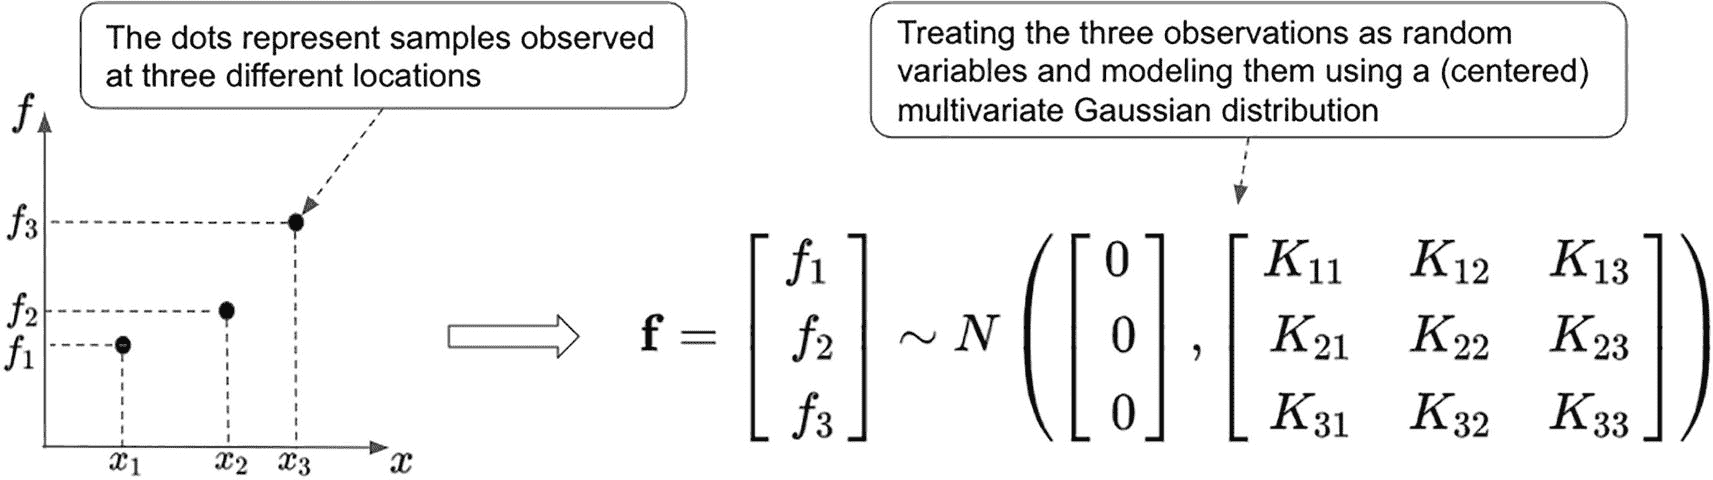 The dots represent samples observed
at three different locations
Treating the three observations as random
variables and modeling them using a (centered)
multivariate Gaussian distribution
f
f₃
f₂
f₁
x₁ x₂ x₃ x
f = [ f₁ f₂ f₃ ] ~ N ( [ 0 0 0 ] , [ K₁₁ K₁₂ K₁₃
K₂₁ K₂₂ K₂₃
K₃₁ K₃₂ K₃₃ ] )